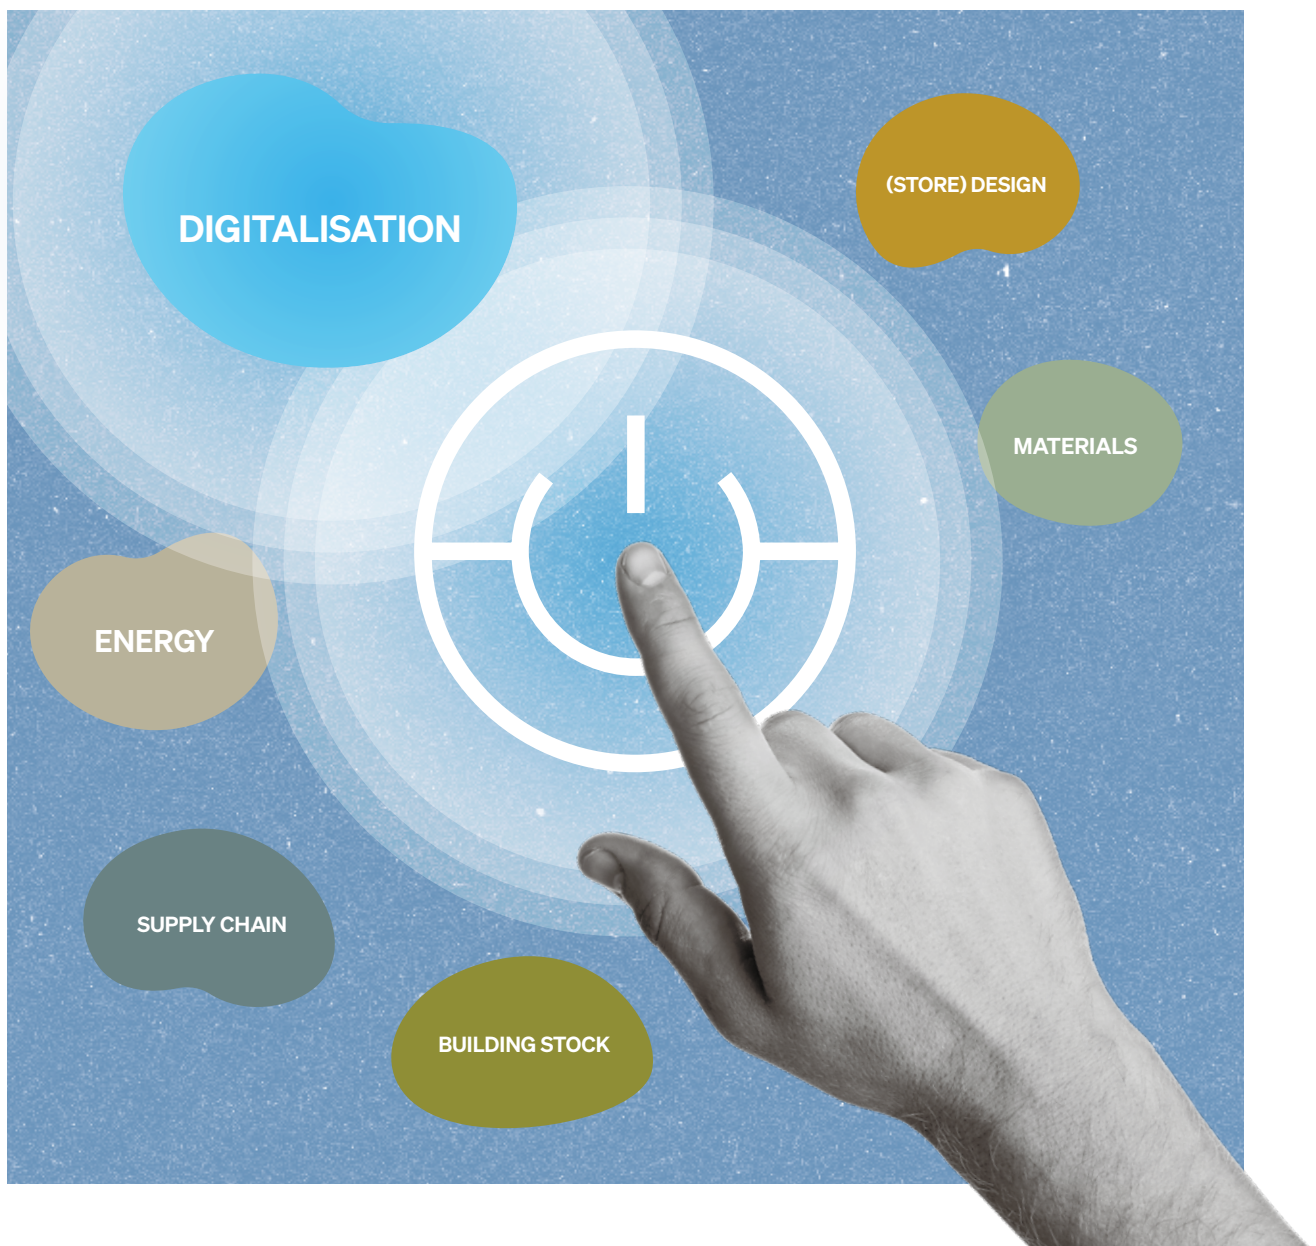 DIGITALISATION
(STORE) DESIGN
MATERIALS
ENERGY
SUPPLY CHAIN
BUILDING STOCK